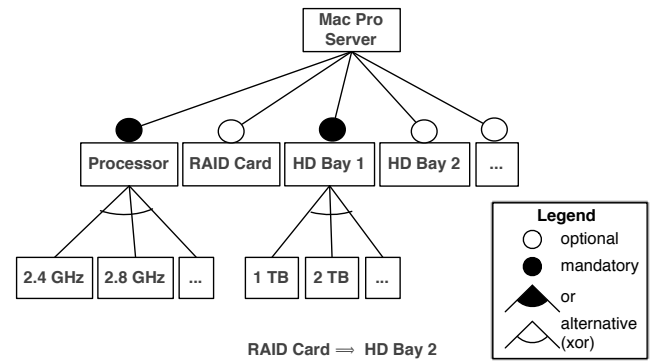 Mac Pro
Server
Processor
RAID Card
HD Bay 1
HD Bay 2
...
2.4 GHz
2.8 GHz
...
1 TB
2 TB
...
Legend
optional
mandatory
or
alternative
(xor)
RAID Card ⟹ HD Bay 2